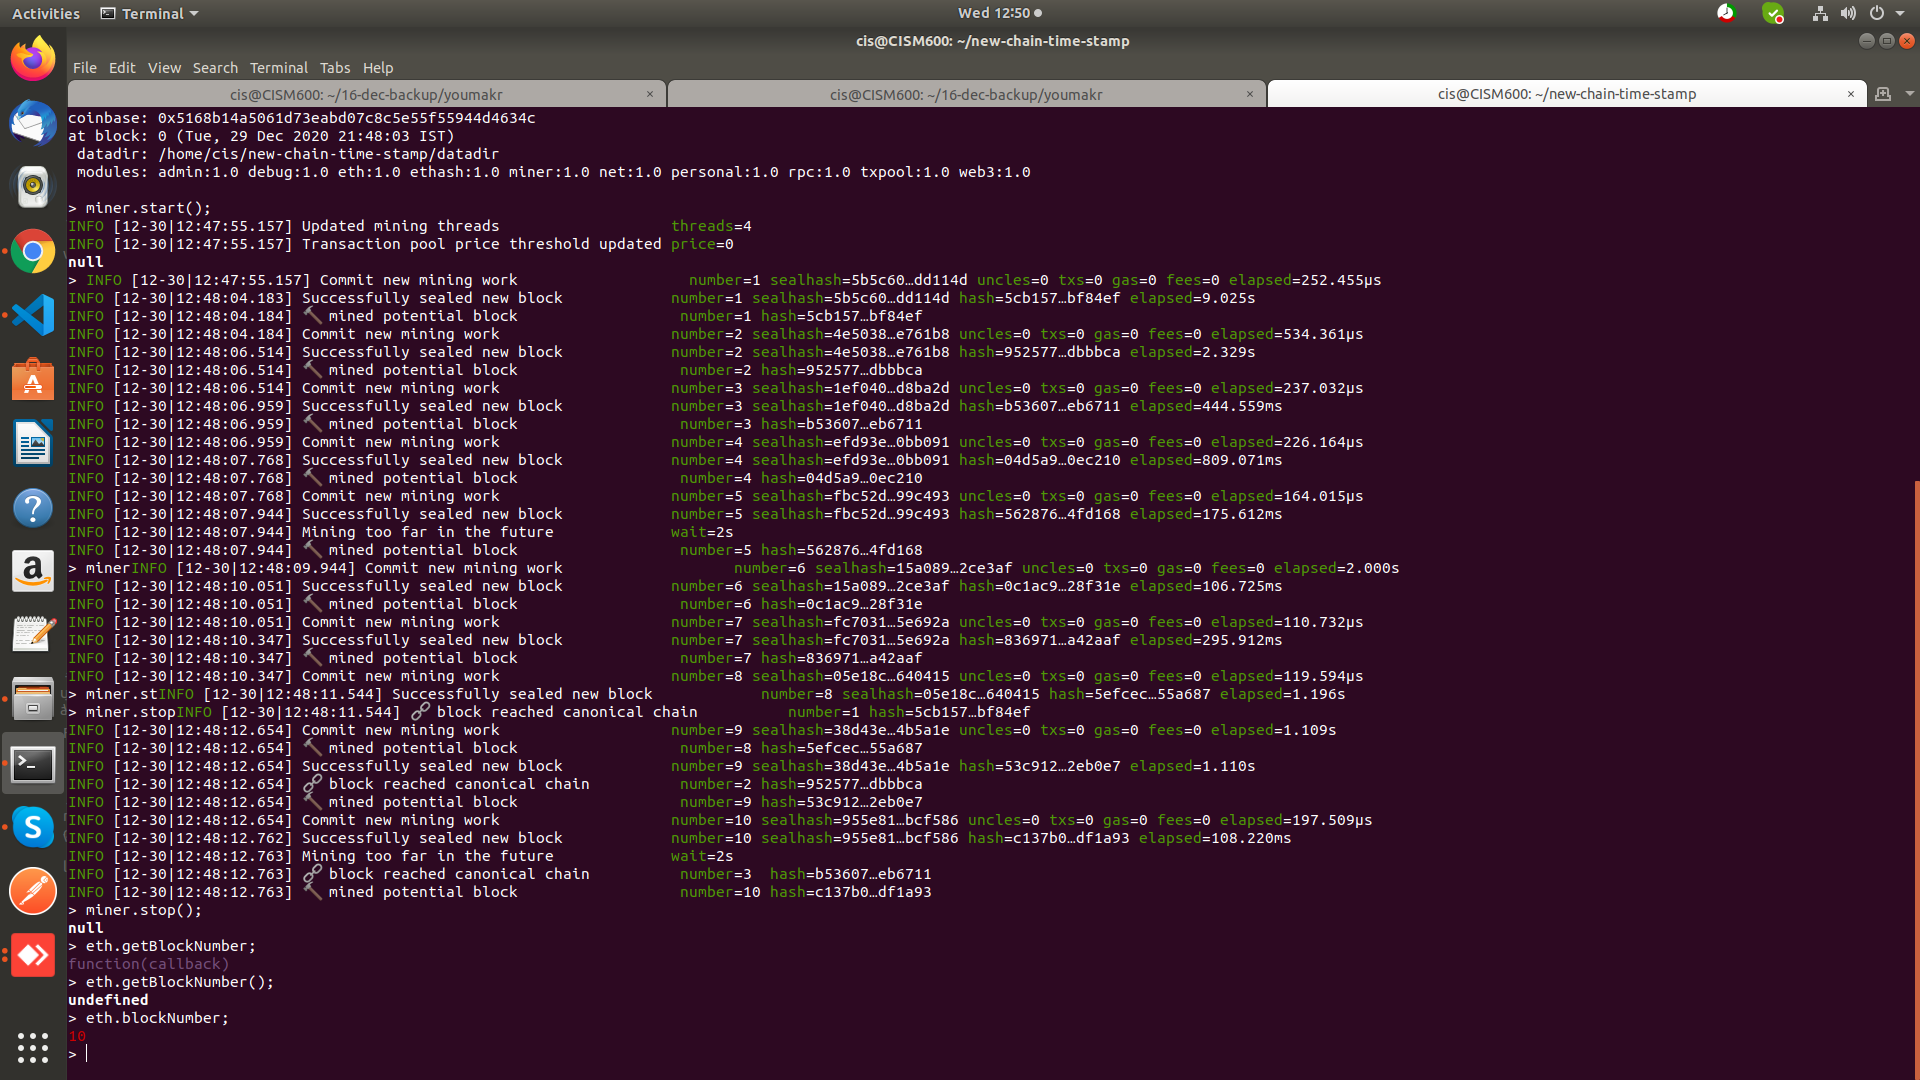 Activities Terminal Wed 12:50
cis@CISM600: ~/new-chain-time-stamp
File Edit View Search Terminal Tabs Help
cis@CISM600: ~/16-dec-backup/youmakr × cis@CISM600: ~/16-dec-backup/youmakr × cis@CISM600: ~/new-chain-time-stamp ×
coinbase: 0x5168b14a5061d73eabd07c8c5e55f55944d4634c
at block: 0 (Tue, 29 Dec 2020 21:48:03 IST)
 datadir: /home/cis/new-chain-time-stamp/datadir
 modules: admin:1.0 debug:1.0 eth:1.0 ethash:1.0 miner:1.0 net:1.0 personal:1.0 rpc:1.0 txpool:1.0 web3:1.0
> miner.start();
INFO [12-30|12:47:55.157] Updated mining threads threads=4
INFO [12-30|12:47:55.157] Transaction pool price threshold updated price=0
null
> INFO [12-30|12:47:55.157] Commit new mining work number=1 sealhash=5b5c60…dd114d uncles=0 txs=0 gas=0 fees=0 elapsed=252.455µs
INFO [12-30|12:48:04.183] Successfully sealed new block number=1 sealhash=5b5c60…dd114d hash=5cb157…bf84ef elapsed=9.025s
INFO [12-30|12:48:04.184] 🔨 mined potential block number=1 hash=5cb157…bf84ef
INFO [12-30|12:48:04.184] Commit new mining work number=2 sealhash=4e5038…e761b8 uncles=0 txs=0 gas=0 fees=0 elapsed=534.361µs
INFO [12-30|12:48:06.514] Successfully sealed new block number=2 sealhash=4e5038…e761b8 hash=952577…dbbbca elapsed=2.329s
INFO [12-30|12:48:06.514] 🔨 mined potential block number=2 hash=952577…dbbbca
INFO [12-30|12:48:06.514] Commit new mining work number=3 sealhash=1ef040…d8ba2d uncles=0 txs=0 gas=0 fees=0 elapsed=237.032µs
INFO [12-30|12:48:06.959] Successfully sealed new block number=3 sealhash=1ef040…d8ba2d hash=b53607…eb6711 elapsed=444.559ms
INFO [12-30|12:48:06.959] 🔨 mined potential block number=3 hash=b53607…eb6711
INFO [12-30|12:48:06.959] Commit new mining work number=4 sealhash=efd93e…0bb091 uncles=0 txs=0 gas=0 fees=0 elapsed=226.164µs
INFO [12-30|12:48:07.768] Successfully sealed new block number=4 sealhash=efd93e…0bb091 hash=04d5a9…0ec210 elapsed=809.071ms
INFO [12-30|12:48:07.768] 🔨 mined potential block number=4 hash=04d5a9…0ec210
INFO [12-30|12:48:07.768] Commit new mining work number=5 sealhash=fbc52d…99c493 uncles=0 txs=0 gas=0 fees=0 elapsed=164.015µs
INFO [12-30|12:48:07.944] Successfully sealed new block number=5 sealhash=fbc52d…99c493 hash=562876…4fd168 elapsed=175.612ms
INFO [12-30|12:48:07.944] Mining too far in the future wait=2s
INFO [12-30|12:48:07.944] 🔨 mined potential block number=5 hash=562876…4fd168
> minerINFO [12-30|12:48:09.944] Commit new mining work number=6 sealhash=15a089…2ce3af uncles=0 txs=0 gas=0 fees=0 elapsed=2.000s
INFO [12-30|12:48:10.051] Successfully sealed new block number=6 sealhash=15a089…2ce3af hash=0c1ac9…28f31e elapsed=106.725ms
INFO [12-30|12:48:10.051] 🔨 mined potential block number=6 hash=0c1ac9…28f31e
INFO [12-30|12:48:10.051] Commit new mining work number=7 sealhash=fc7031…5e692a uncles=0 txs=0 gas=0 fees=0 elapsed=110.732µs
INFO [12-30|12:48:10.347] Successfully sealed new block number=7 sealhash=fc7031…5e692a hash=836971…a42aaf elapsed=295.912ms
INFO [12-30|12:48:10.347] 🔨 mined potential block number=7 hash=836971…a42aaf
INFO [12-30|12:48:10.347] Commit new mining work number=8 sealhash=05e18c…640415 uncles=0 txs=0 gas=0 fees=0 elapsed=119.594µs
> miner.stINFO [12-30|12:48:11.544] Successfully sealed new block number=8 sealhash=05e18c…640415 hash=5efcec…55a687 elapsed=1.196s
> miner.stopINFO [12-30|12:48:11.544] 🔗 block reached canonical chain number=1 hash=5cb157…bf84ef
INFO [12-30|12:48:12.654] Commit new mining work number=9 sealhash=38d43e…4b5a1e uncles=0 txs=0 gas=0 fees=0 elapsed=1.109s
INFO [12-30|12:48:12.654] 🔨 mined potential block number=8 hash=5efcec…55a687
INFO [12-30|12:48:12.654] Successfully sealed new block number=9 sealhash=38d43e…4b5a1e hash=53c912…2eb0e7 elapsed=1.110s
INFO [12-30|12:48:12.654] 🔗 block reached canonical chain number=2 hash=952577…dbbbca
INFO [12-30|12:48:12.654] 🔨 mined potential block number=9 hash=53c912…2eb0e7
INFO [12-30|12:48:12.654] Commit new mining work number=10 sealhash=955e81…bcf586 uncles=0 txs=0 gas=0 fees=0 elapsed=197.509µs
INFO [12-30|12:48:12.762] Successfully sealed new block number=10 sealhash=955e81…bcf586 hash=c137b0…df1a93 elapsed=108.220ms
INFO [12-30|12:48:12.763] Mining too far in the future wait=2s
INFO [12-30|12:48:12.763] 🔗 block reached canonical chain number=3 hash=b53607…eb6711
INFO [12-30|12:48:12.763] 🔨 mined potential block number=10 hash=c137b0…df1a93
> miner.stop();
null
> eth.getBlockNumber;
function(callback)
> eth.getBlockNumber();
undefined
> eth.blockNumber;
10
>